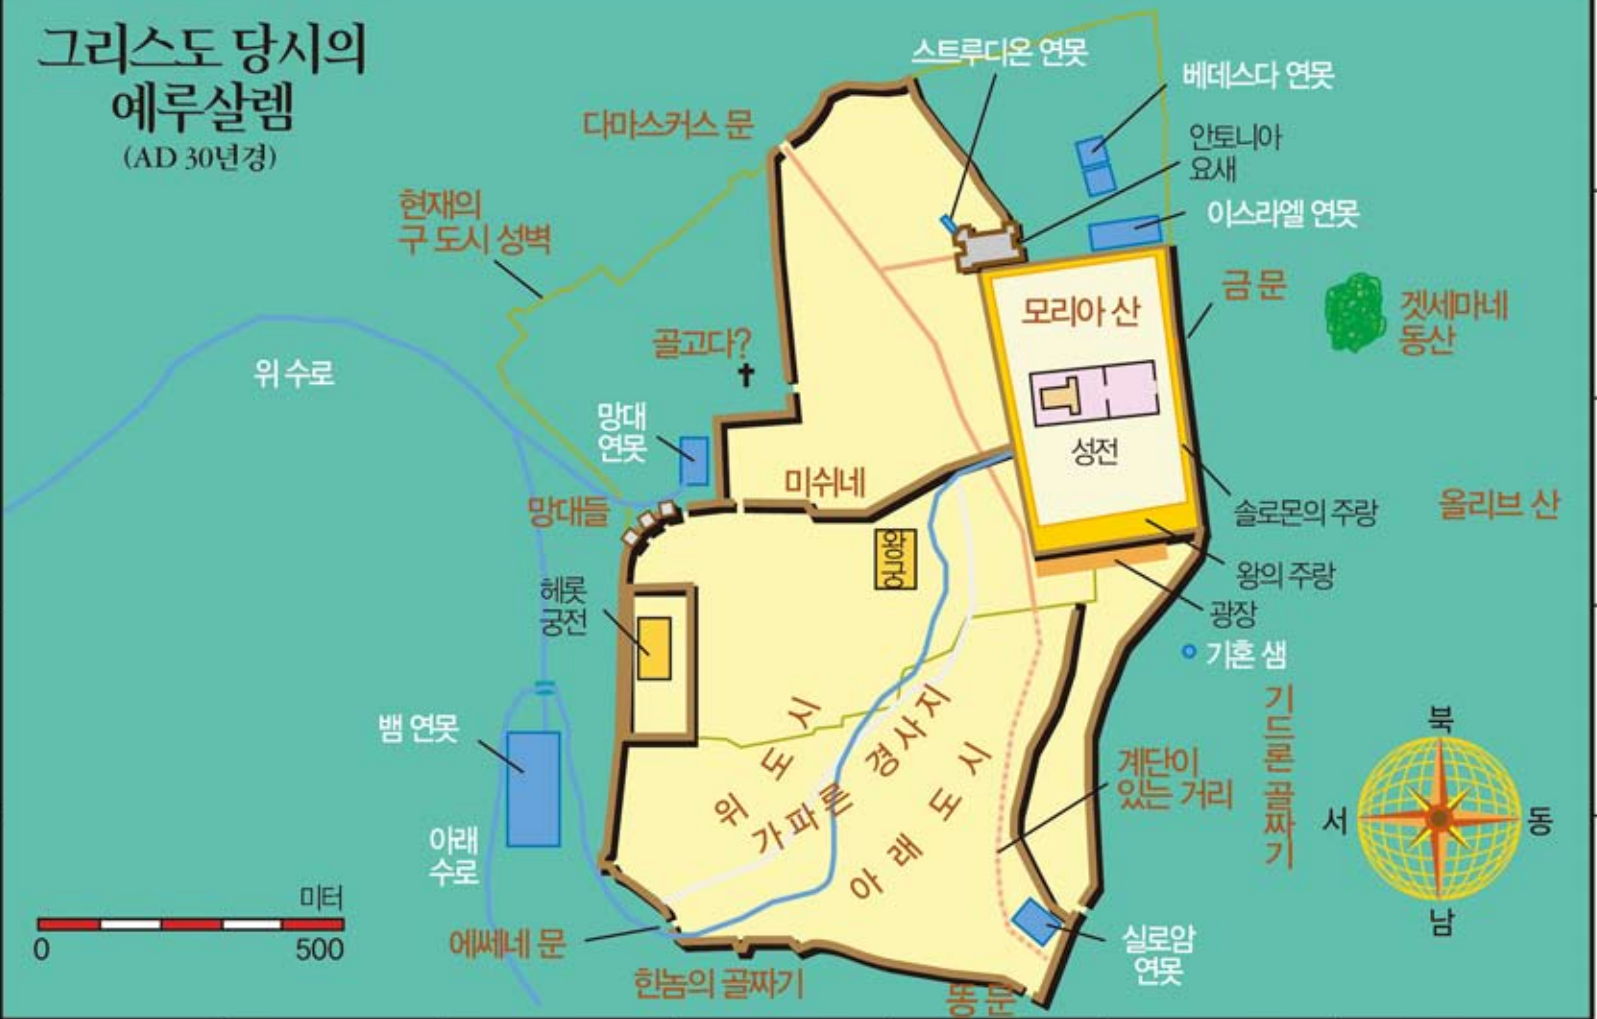 그리스도 당시의
예루살렘
(AD 30년경)
스트루디온 연못
베데스다 연못
다마스커스 문
안토니아
요새
현재의
구 도시 성벽
이스라엘 연못
금 문
겟세마네
동산
모리아 산
골고다?
위 수로
망대
연못
성전
미쉬네
망대들
솔로몬의 주랑
올리브 산
왕궁
왕의 주랑
헤롯
궁전
광장
기혼 샘
기드론 골짜기
뱀 연못
위 도시
가파른 경사지
아래 도시
계단이
있는 거리
북
서
동
남
아래
수로
미터
0
500
에쎄네 문
힌놈의 골짜기
실로암
연못
똥 문